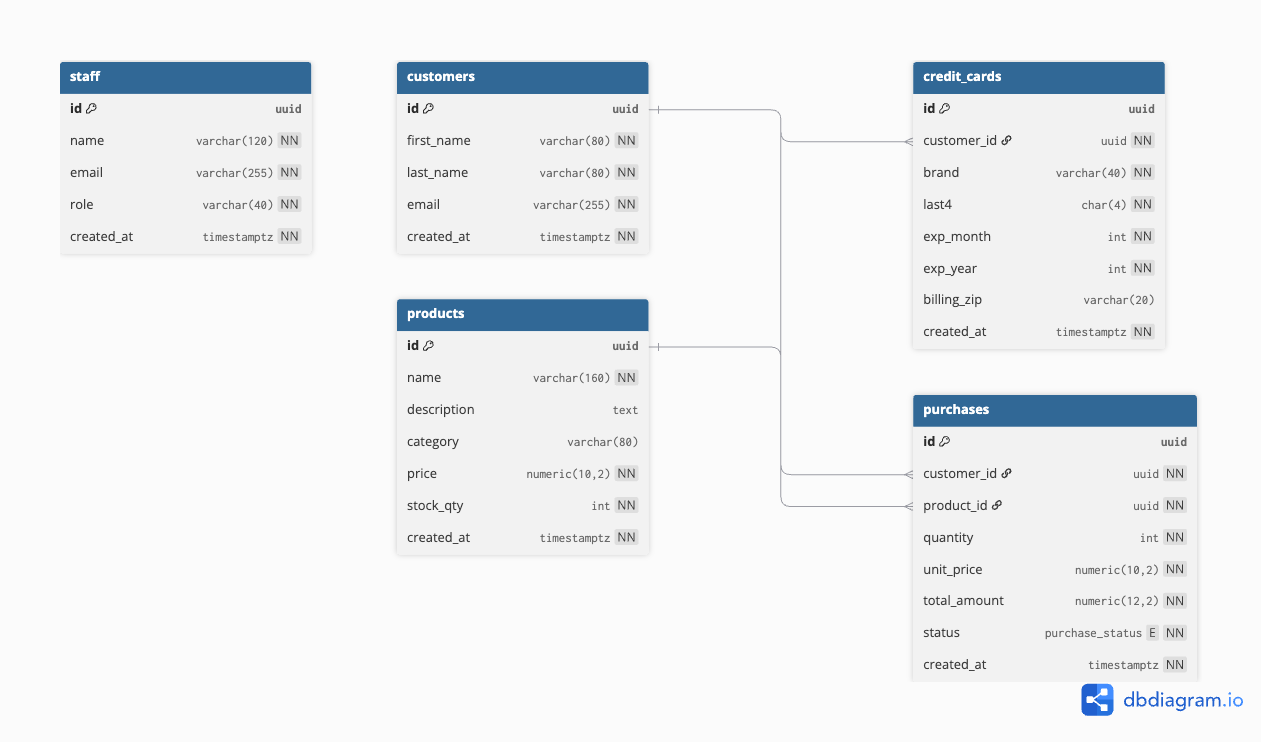 staff
id uuid
name varchar(120) NN
email varchar(255) NN
role varchar(40) NN
created_at timestamptz NN
customers
id uuid
first_name varchar(80) NN
last_name varchar(80) NN
email varchar(255) NN
created_at timestamptz NN
credit_cards
id uuid
customer_id uuid NN
brand varchar(40) NN
last4 char(4) NN
exp_month int NN
exp_year int NN
billing_zip varchar(20)
created_at timestamptz NN
products
id uuid
name varchar(160) NN
description text
category varchar(80)
price numeric(10,2) NN
stock_qty int NN
created_at timestamptz NN
purchases
id uuid
customer_id uuid NN
product_id uuid NN
quantity int NN
unit_price numeric(10,2) NN
total_amount numeric(12,2) NN
status purchase_status E NN
created_at timestamptz NN
dbdiagram.io